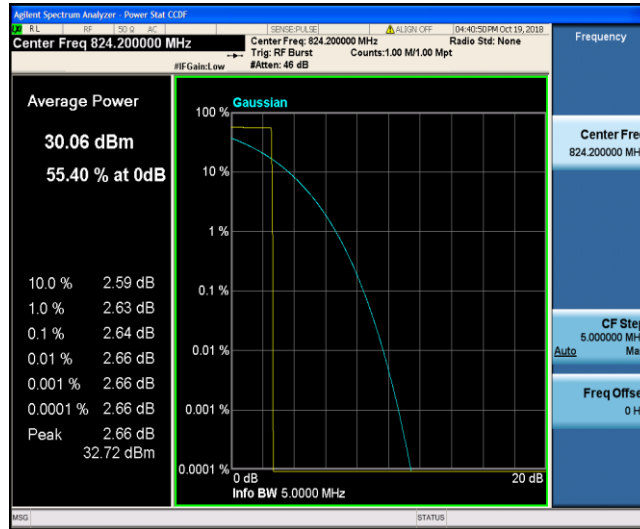 Agilent Spectrum Analyzer - Power Stat CCDF
RL RF 50 Ω AC SENSE:PULSE ALIGN OFF 04:40:50PM Oct 19, 2018
Center Freq 824.200000 MHz
Center Freq: 824.200000 MHz Radio Std: None
Trig: RF Burst Counts:1.00 M/1.00 Mpt
#IFGain:Low #Atten: 46 dB
Frequency
Average Power
30.06 dBm
55.40 % at 0dB
10.0 % 2.59 dB
1.0 % 2.63 dB
0.1 % 2.64 dB
0.01 % 2.66 dB
0.001 % 2.66 dB
0.0001 % 2.66 dB
Peak 2.66 dB
32.72 dBm
Gaussian
100 %
10 %
1 %
0.1 %
0.01 %
0.001 %
0.0001 %
0 dB 20 dB
Info BW 5.0000 MHz
Center Fre
824.200000 MH
CF Ste
5.000000 MH
Auto Ma
Freq Offse
0 H
MSG STATUS